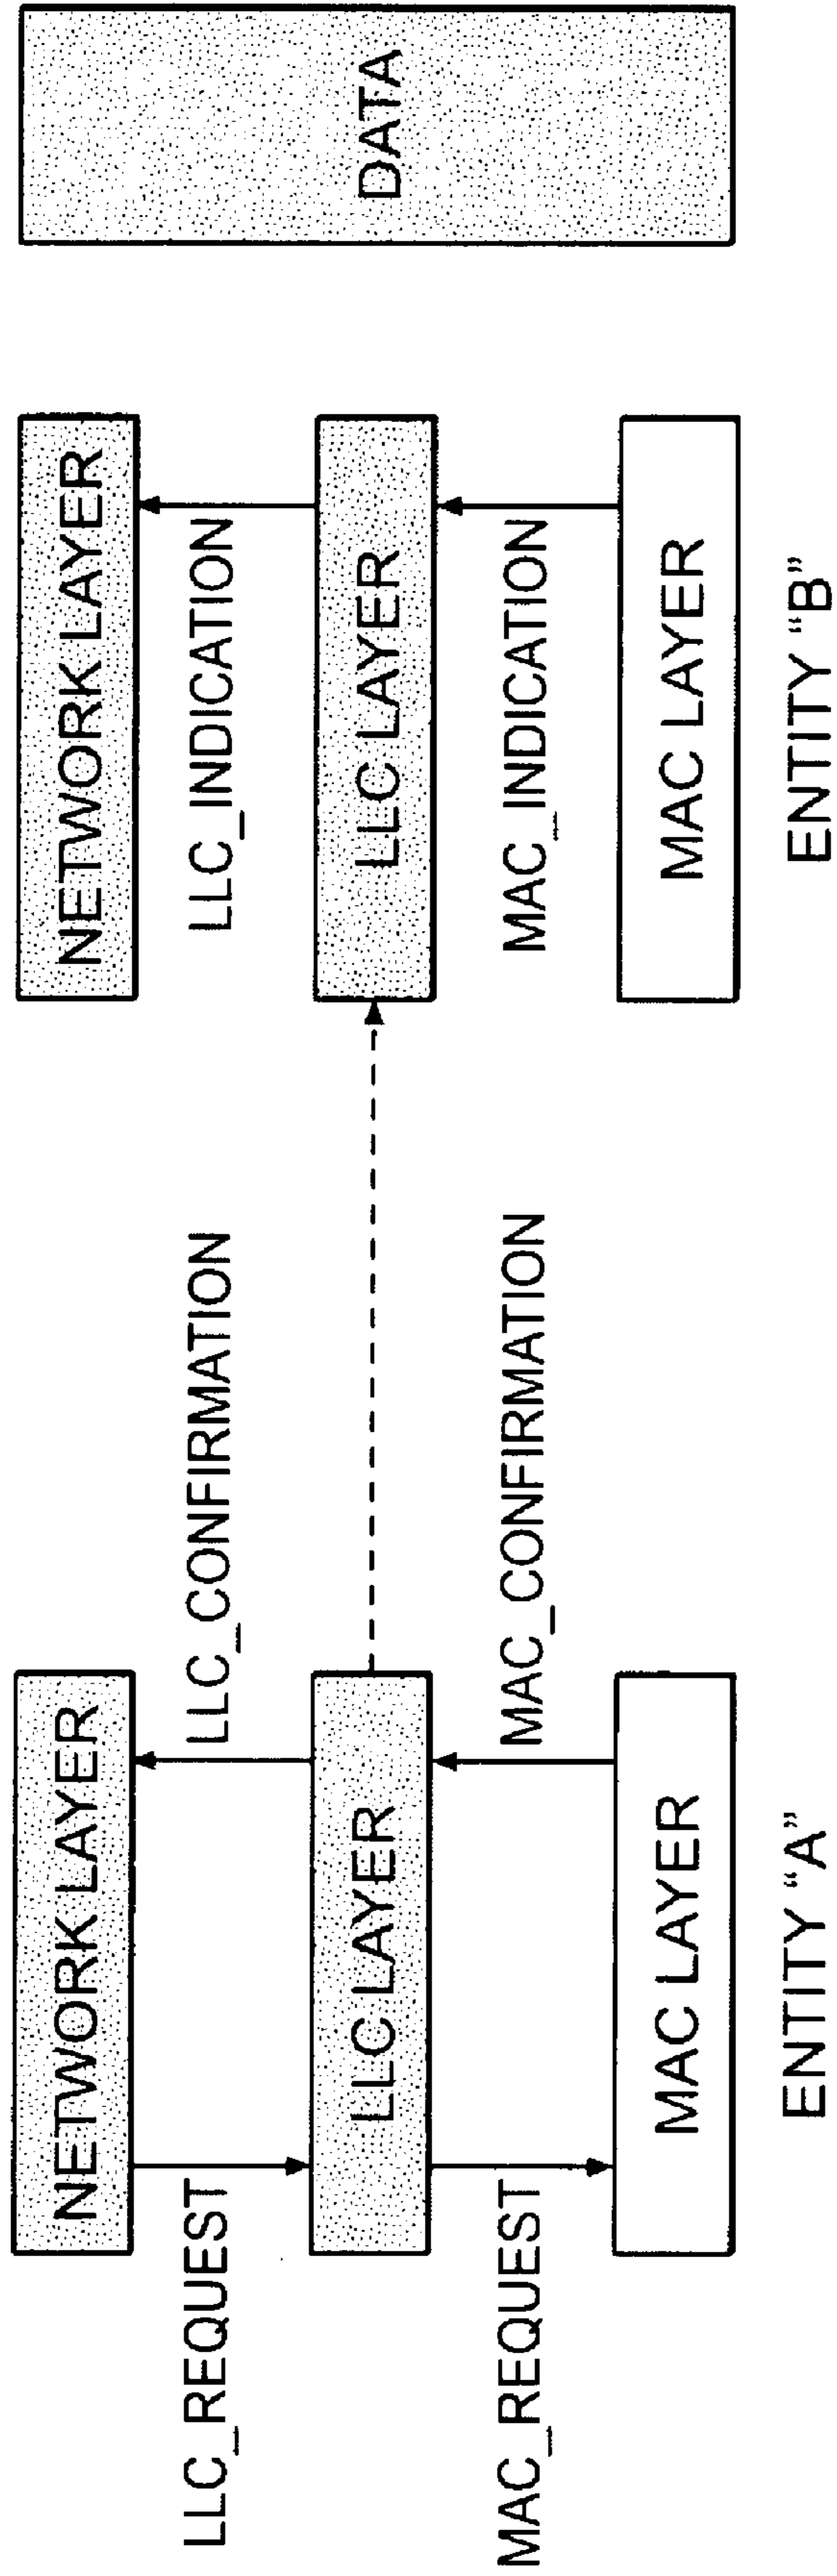 NETWORK LAYER
NETWORK LAYER
LLC_REQUEST
LLC_CONFIRMATION
LLC_INDICATION
LLC LAYER
LLC LAYER
DATA
MAC_REQUEST
MAC_CONFIRMATION
MAC_INDICATION
MAC LAYER
MAC LAYER
ENTITY “A”
ENTITY “B”